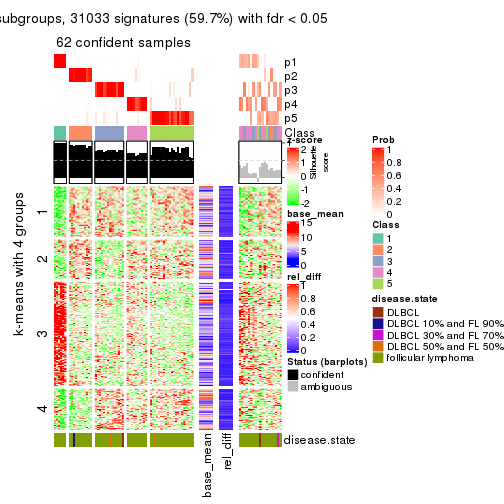 subgroups, 31033 signatures (59.7%) with fdr < 0.05
62 confident samples
p1
p2
p3
p4
p5
Class
z-score
2
1
0
-1
-2
Silhouette
score
1
2
3
4
k-means with 4 groups
base_mean
15
10
5
0
rel_diff
1
0.8
0.6
0.4
0.2
0
Status (barplots)
confident
ambiguous
Prob
1
0.8
0.6
0.4
0.2
0
Class
1
2
3
4
5
disease.state
DLBCL
DLBCL 10% and FL 90%
DLBCL 30% and FL 70%
DLBCL 50% and FL 50%
follicular lymphoma
disease.state
base_mean
rel_diff